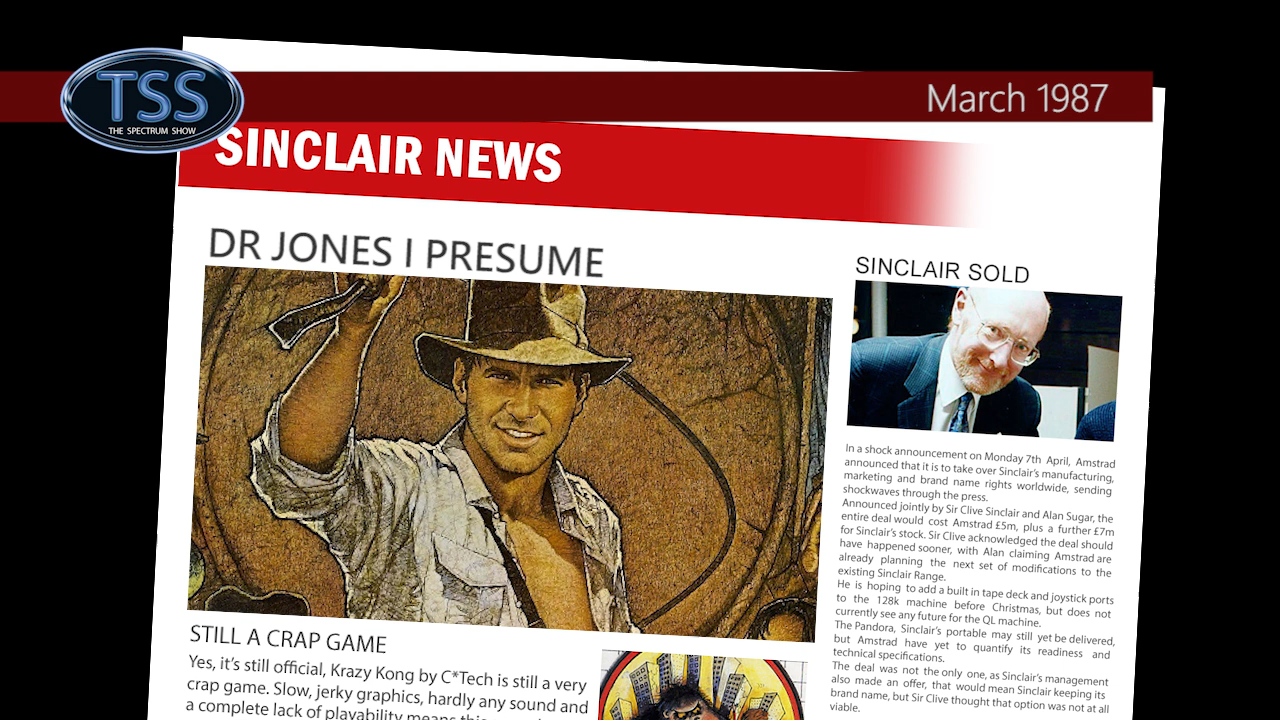 TSS
THE SPECTRUM SHOW
March 1987
SINCLAIR NEWS
DR JONES I PRESUME
STILL A CRAP GAME
Yes, it's still official, Krazy Kong by C*Tech is still a very
crap game. Slow, jerky graphics, hardly any sound and
a complete lack of playability means this
SINCLAIR SOLD
In a shock announcement on Monday 7th April, Amstrad
announced that it is to take over Sinclair's manufacturing,
marketing and brand name rights worldwide, sending
shockwaves through the press.
Announced jointly by Sir Clive Sinclair and Alan Sugar, the
entire deal would cost Amstrad £5m, plus a further £7m
for Sinclair's stock. Sir Clive acknowledged the deal should
have happened sooner, with Alan claiming Amstrad are
already planning the next set of modifications to the
existing Sinclair Range.
He is hoping to add a built in tape deck and joystick ports
to the 128k machine before Christmas, but does not
currently see any future for the QL machine.
The Pandora, Sinclair's portable may still yet be delivered,
but Amstrad have yet to quantify its readiness and
technical specifications.
The deal was not the only one, as Sinclair's management
also made an offer, that would mean Sinclair keeping its
brand name, but Sir Clive thought that option was not at all
viable.